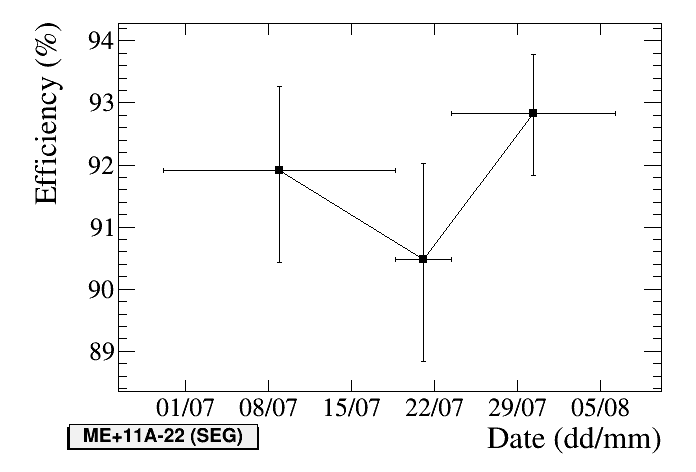 Efficiency (%)
94
93
92
91
90
89
01/07 08/07 15/07 22/07 29/07 05/08
ME+11A-22 (SEG)
Date (dd/mm)